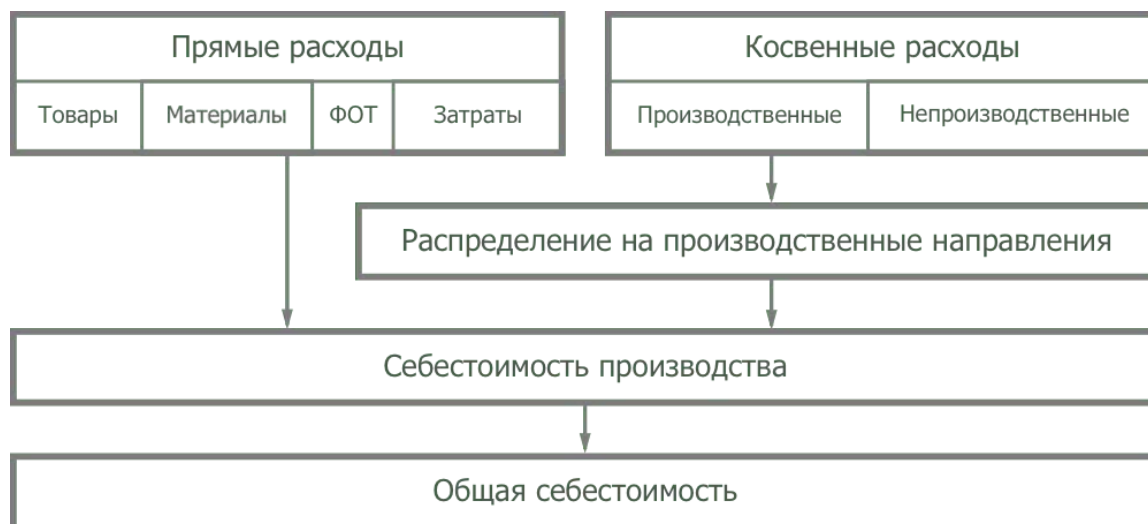 Прямые расходы
Товары
Материалы
ФОТ
Затраты
Косвенные расходы
Производственные
Непроизводственные
Распределение на производственные направления
Себестоимость производства
Общая себестоимость